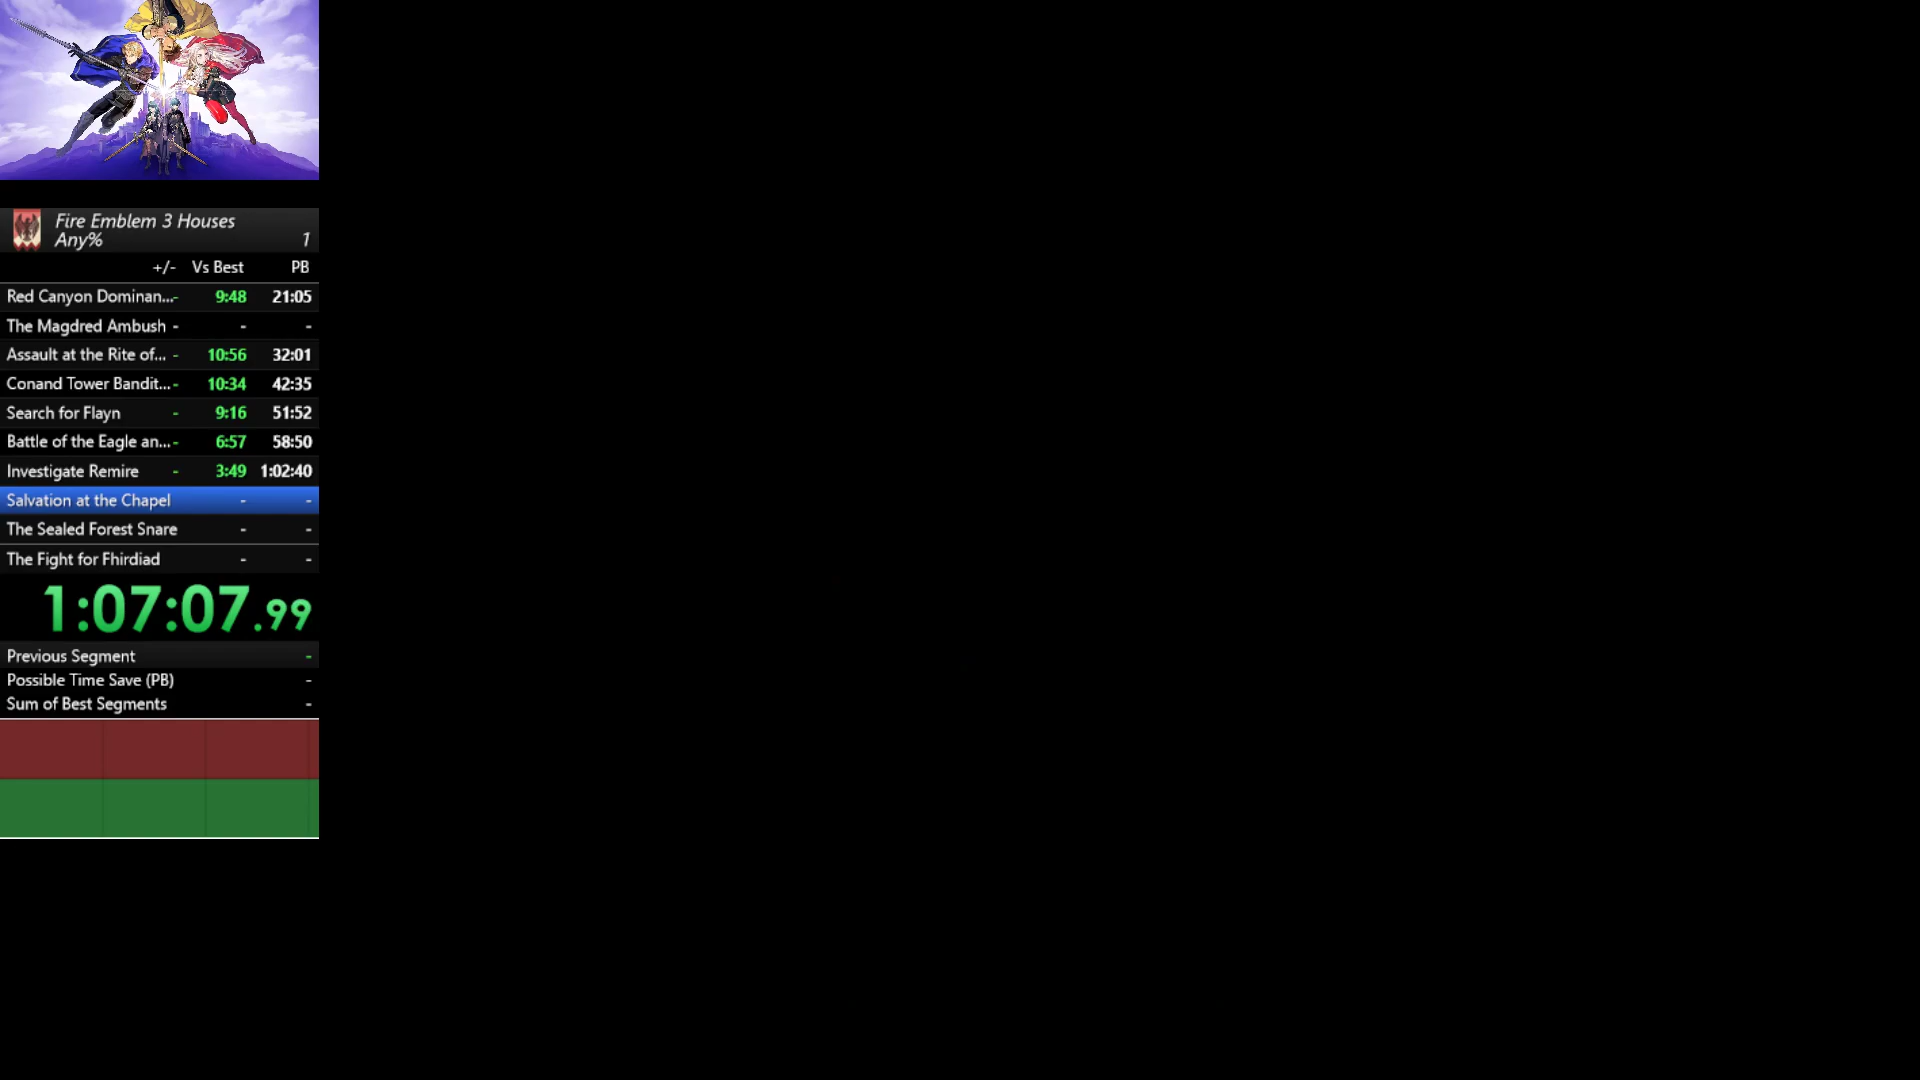 Fire Emblem 3 Houses
Any% 1
+/- Vs Best PB
Red Canyon Dominan...- 9:48 21:05
The Magdred Ambush - - -
Assault at the Rite of... - 10:56 32:01
Conand Tower Bandit...- 10:34 42:35
Search for Flayn - 9:16 51:52
Battle of the Eagle an...- 6:57 58:50
Investigate Remire - 3:49 1:02:40
Salvation at the Chapel - -
The Sealed Forest Snare - -
The Fight for Fhirdiad - -
1:07:07.99
Previous Segment -
Possible Time Save (PB) -
Sum of Best Segments -